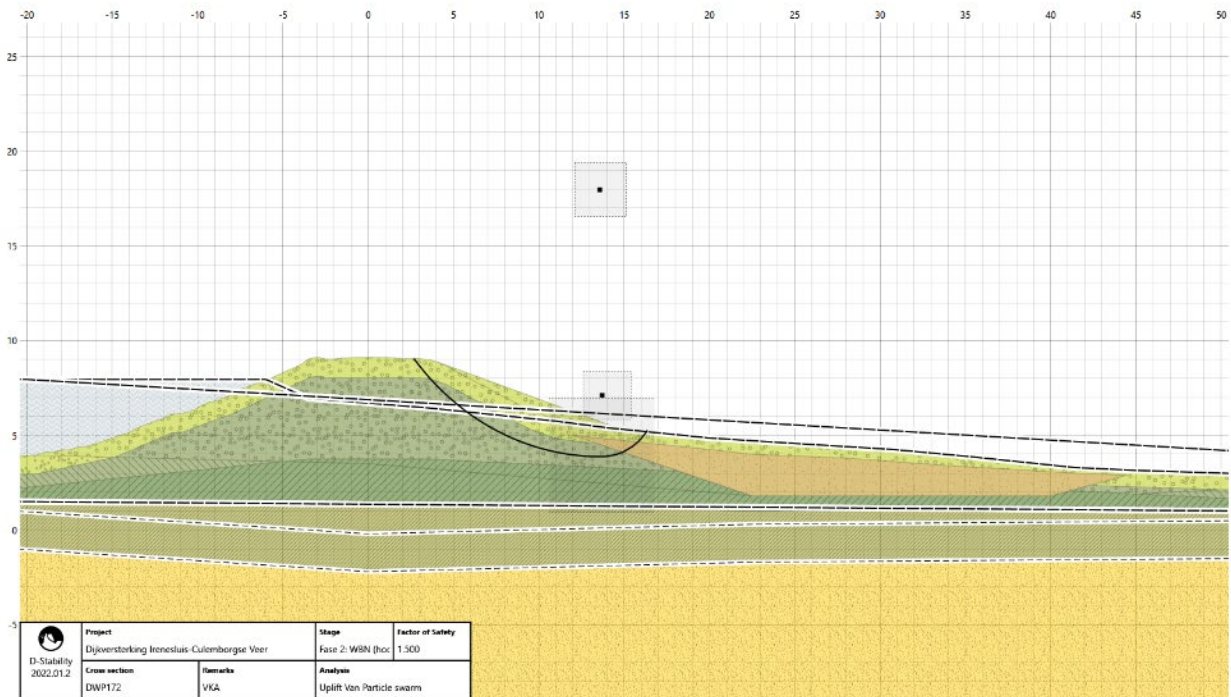 -20 -15 -10 -5 0 5 10 15 20 25 30 35 40 45 50
25
20
15
10
5
0
-5
Project
Dijkversterking Irenesluis-Culemborgse Veer
Stage
Fase 2: WBN (hoc
Factor of Safety
1.500
D-Stability
2022.01.2
Cross section
DWP172
Remarks
VKA
Analysis
Uplift Van Particle swarm